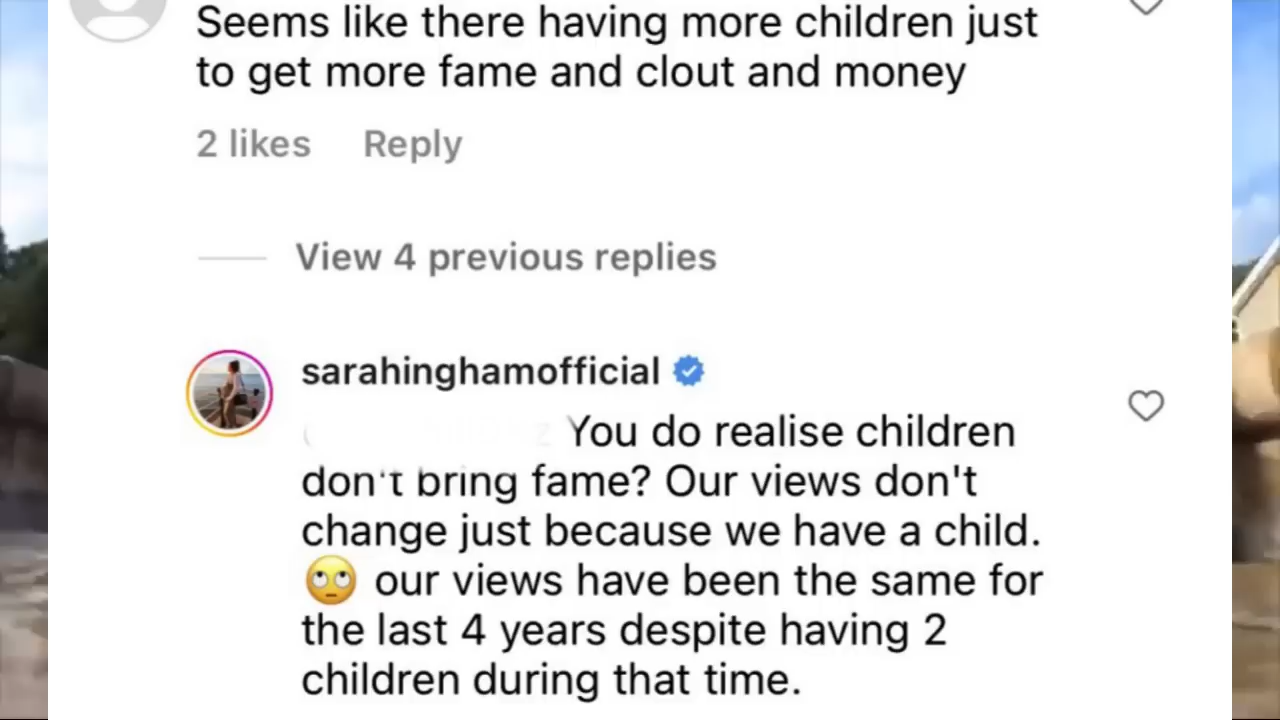 Seems like there having more children just
to get more fame and clout and money
2 likes Reply
View 4 previous replies
sarahinghamofficial
You do realise children
don't bring fame? Our views don't
change just because we have a child.
🙄 our views have been the same for
the last 4 years despite having 2
children during that time.